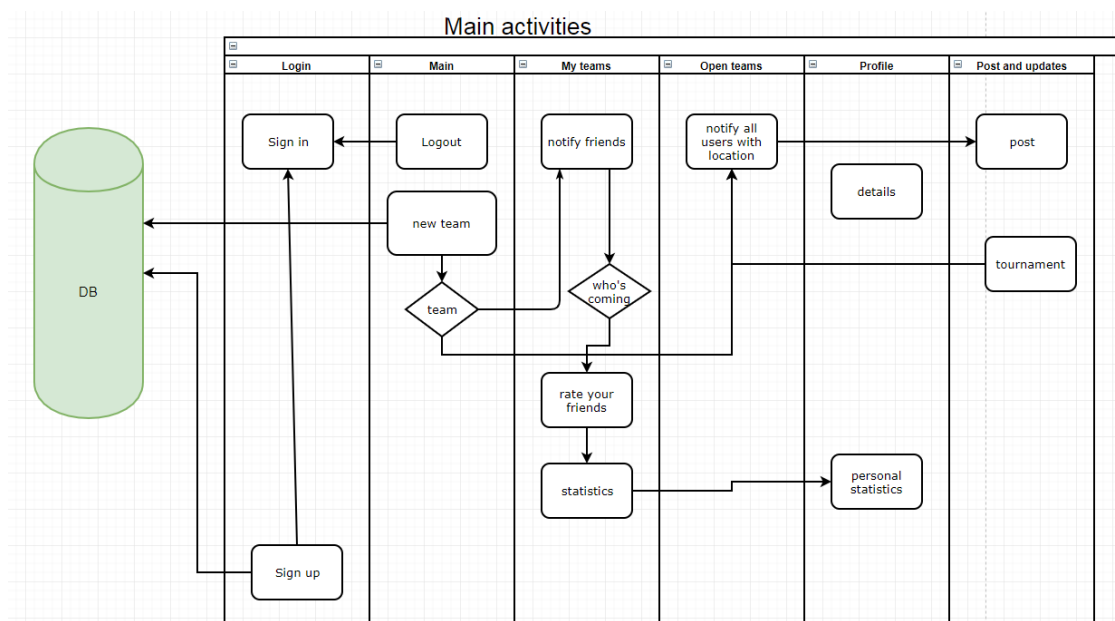 Main activities
Login
Main
My teams
Open teams
Profile
Post and updates
Sign in
Logout
notify friends
notify all
users with
location
post
details
new team
tournament
DB
team
who's
coming
rate your
friends
statistics
personal
statistics
Sign up